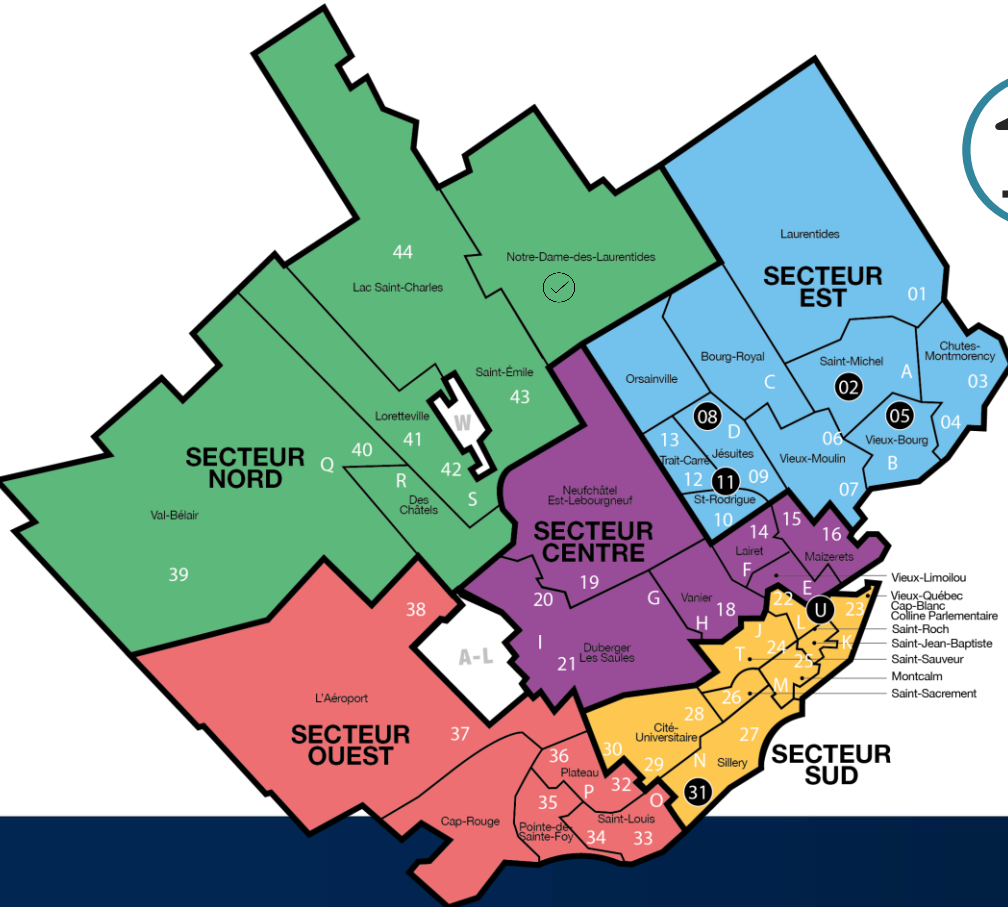 Laurentides
SECTEUR
EST
01
44
Notre-Dame-des-Laurentides
Lac Saint-Charles
Chutes-
Montmorency
03
Saint-Michel
A
02
Bourg-Royal
C
Orsainville
Saint-Émile
43
05
04
Vieux-Bourg
B
08
D
06
Loretteville
41
W
13
Trait-Carré
12
Jésuites
11
09
Vieux-Moulin
07
St-Rodrigue
10
SECTEUR
NORD
Q
40
R
42
S
Des
Châtels
Val-Bélair
39
Neufchâtel
Est-Lebourgneuf
SECTEUR
CENTRE
14
15
16
Lairet
F
Maizerets
E
19
20
G
Vanier
18
H
I
21
Duberger
Les Saules
38
A-L
Vieux-Limoilou
Vieux-Québec
Cap-Blanc
Colline Parlementaire
Saint-Roch
Saint-Jean-Baptiste
Saint-Sauveur
Montcalm
Saint-Sacrement
22
U
23
L
J
K
24
T
25
M
26
28
27
Cité-
Universitaire
30
29
N
Sillery
31
SECTEUR
SUD
L'Aéroport
SECTEUR
OUEST
37
36
Plateau
P
32
O
35
Pointe-de-
Sainte-Foy
Saint-Louis
34
33
Cap-Rouge